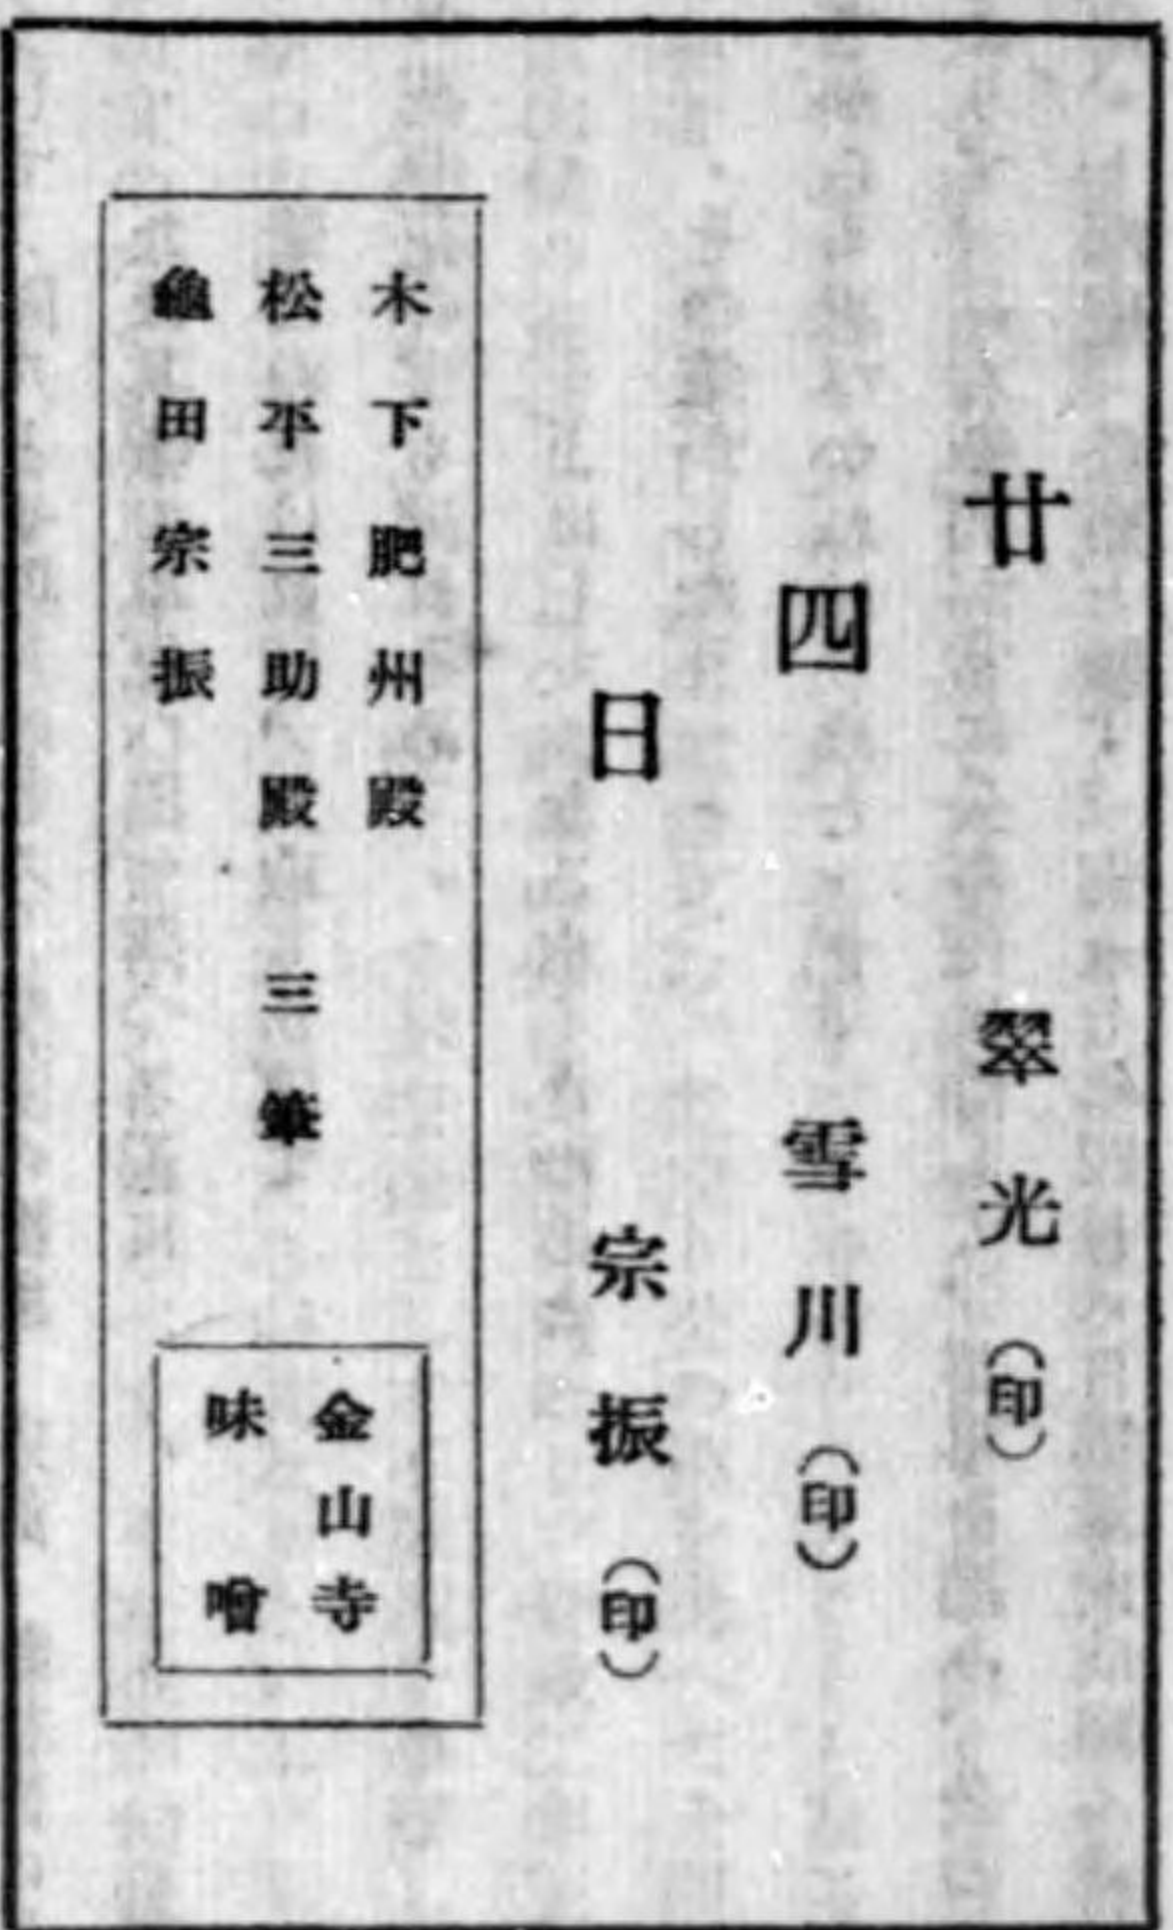 廿　翠光（印）
四　雪川（印）
日　宗振（印）
木下肥州殿
松平三助殿　三筆
龜田宗振
金山寺
味噌